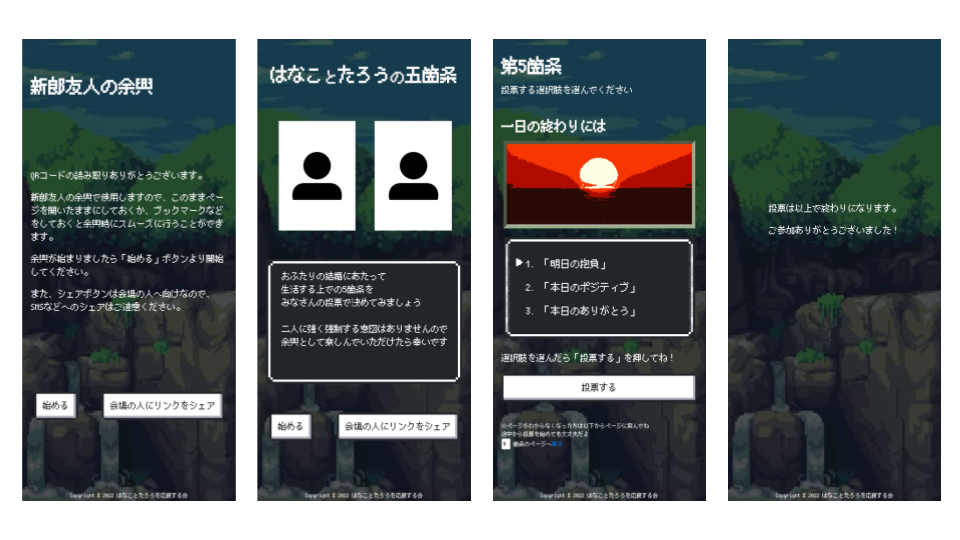 新郎友人の余興
QRコードの読み取りありがとうございます。
新郎友人の余興で使用しますので、このままペー
ジを開いたままにしておくか、ブックマークなど
をしておくと余興時にスムーズに行うことができ
ます。
余興が始まりましたら「始める」ボタンより開始
してください。
また、シェアボタンは会場の人へ向けなので、
SNSなどへのシェアはご遠慮ください。
始める
会場の人にリンクをシェア
Copyright © 2022 はなことたろうを応援する会
はなことたろうの五箇条
おふたりの結婚にあたって
生活する上での5箇条を
みなさんの投票で決めてみましょう
二人に強く強制する意図はありませんので
余興として楽しんでいただけたら幸いです
始める
会場の人にリンクをシェア
Copyright © 2022 はなことたろうを応援する会
第5箇条
投票する選択肢を選んでください
一日の終わりには
▶1. 「明日の抱負」
2. 「本日のポジティブ」
3. 「本日のありがとう」
選択肢を選んだら「投票する」を押してね！
投票する
※ページがわからなくなった方は以下からページに飛んでね
途中から投票を始めても大丈夫だよ
箇条のページへ
Copyright © 2022 はなことたろうを応援する会
投票は以上で終わりになります。
ご参加ありがとうございました！
Copyright © 2022 はなことたろうを応援する会